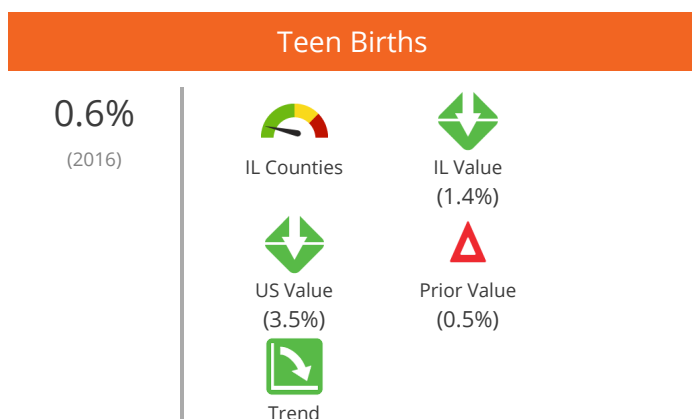 Teen Births
0.6%
(2016)
IL Counties
IL Value
(1.4%)
US Value
(3.5%)
Prior Value
(0.5%)
Trend